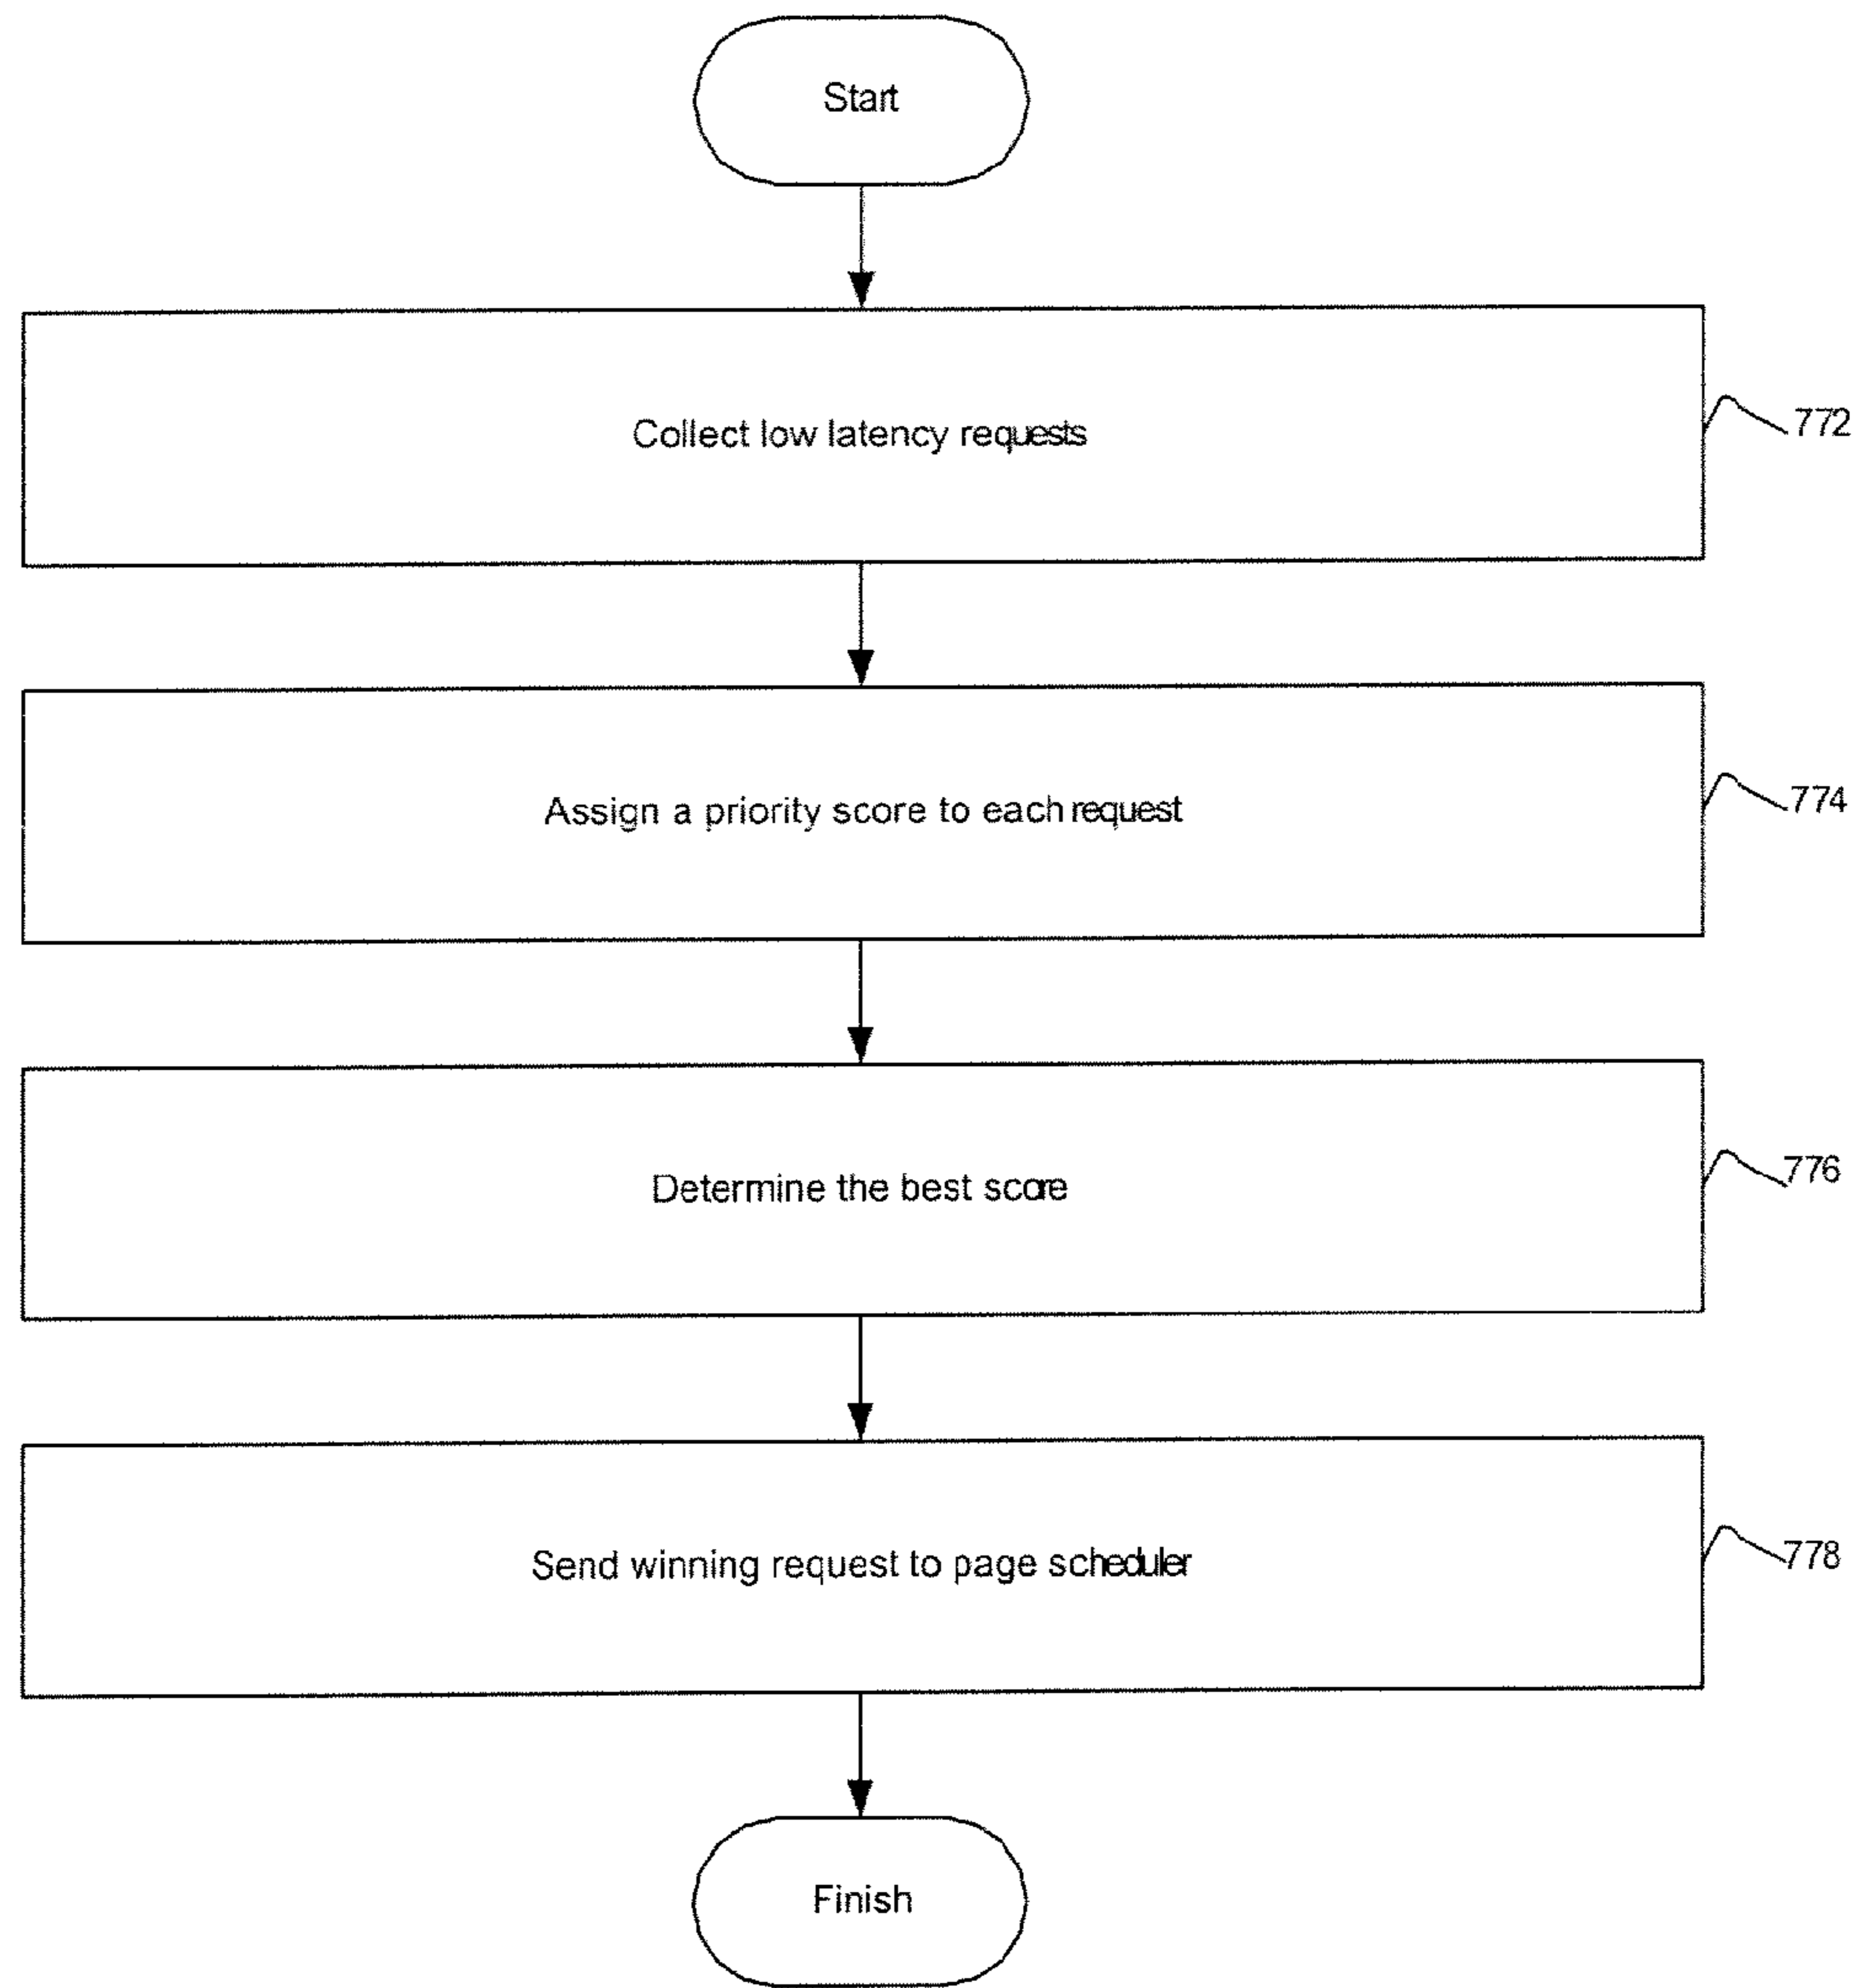 Start
Collect low latency requests
772
Assign a priority score to each request
774
Determine the best score
776
Send winning request to page scheduler
778
Finish